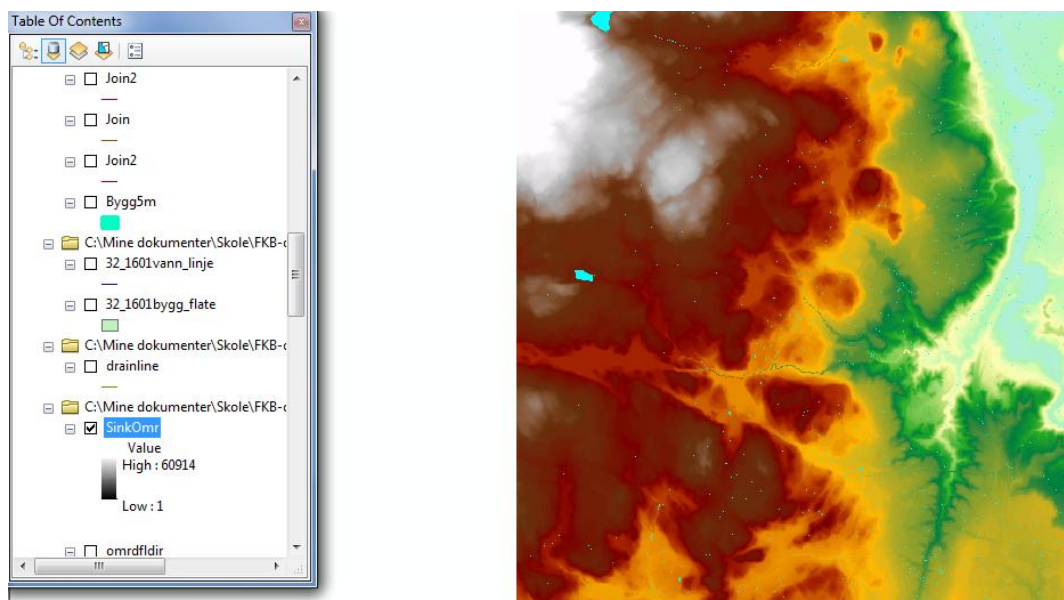 Table Of Contents
Join2
Join
Join2
Bygg5m
C:\Mine dokumenter\Skole\FKB-c
32_1601vann_linje
32_1601bygg_flate
C:\Mine dokumenter\Skole\FKB-c
drainline
C:\Mine dokumenter\Skole\FKB-c
SinkOmr
Value
High : 60914
Low : 1
omrdfldir